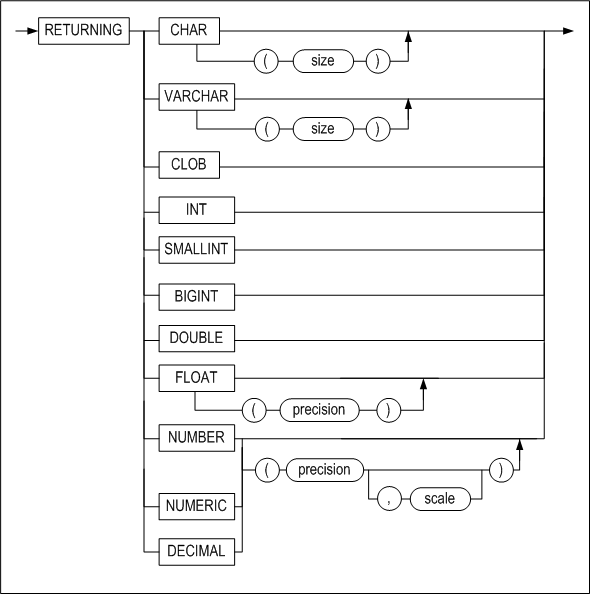 RETURNING CHAR
( size )
VARCHAR
( size )
CLOB
INT
SMALLINT
BIGINT
DOUBLE
FLOAT
( precision )
NUMBER
( precision )
, scale
NUMERIC
DECIMAL